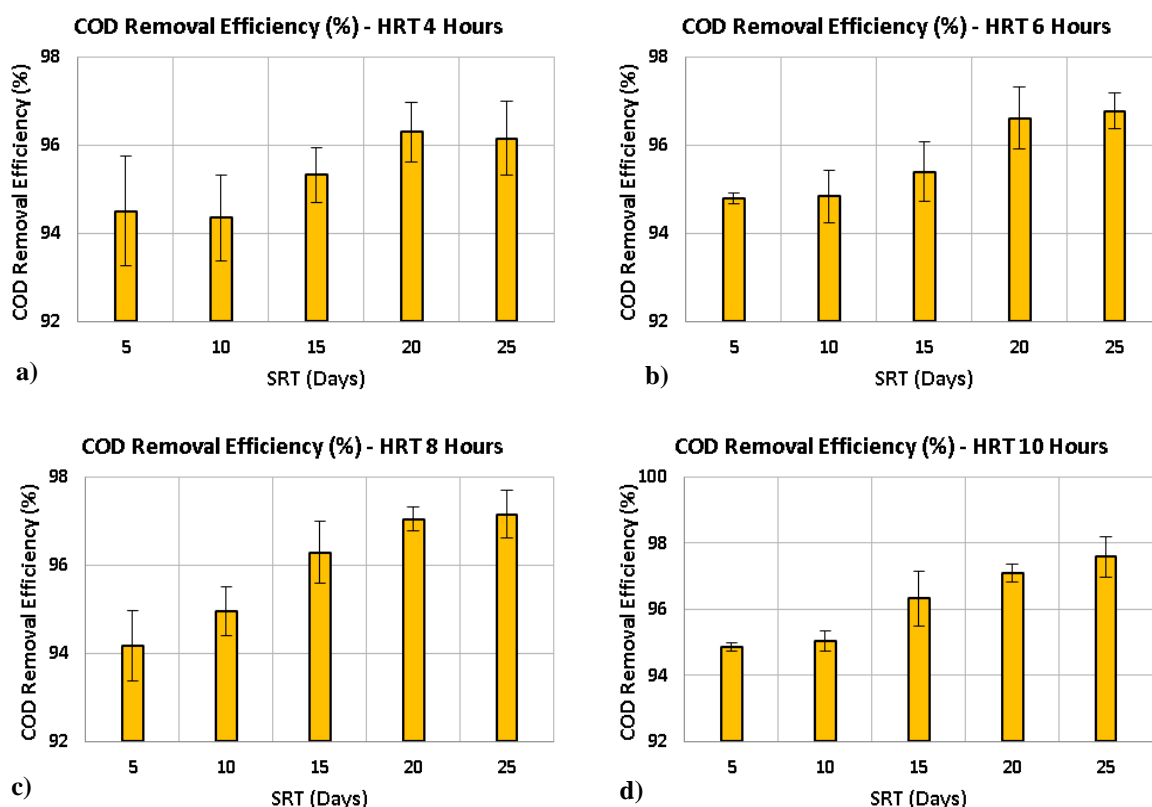 COD Removal Efficiency (%) - HRT 4 Hours
COD Removal Efficiency (%)
98
96
94
92
5 10 15 20 25
SRT (Days)
a)
COD Removal Efficiency (%) - HRT 6 Hours
COD Removal Efficiency (%)
98
96
94
92
5 10 15 20 25
SRT (Days)
b)
COD Removal Efficiency (%) - HRT 8 Hours
COD Removal Efficiency (%)
98
96
94
92
5 10 15 20 25
SRT (Days)
c)
COD Removal Efficiency (%) - HRT 10 Hours
COD Removal Efficiency (%)
100
98
96
94
92
5 10 15 20 25
SRT (Days)
d)